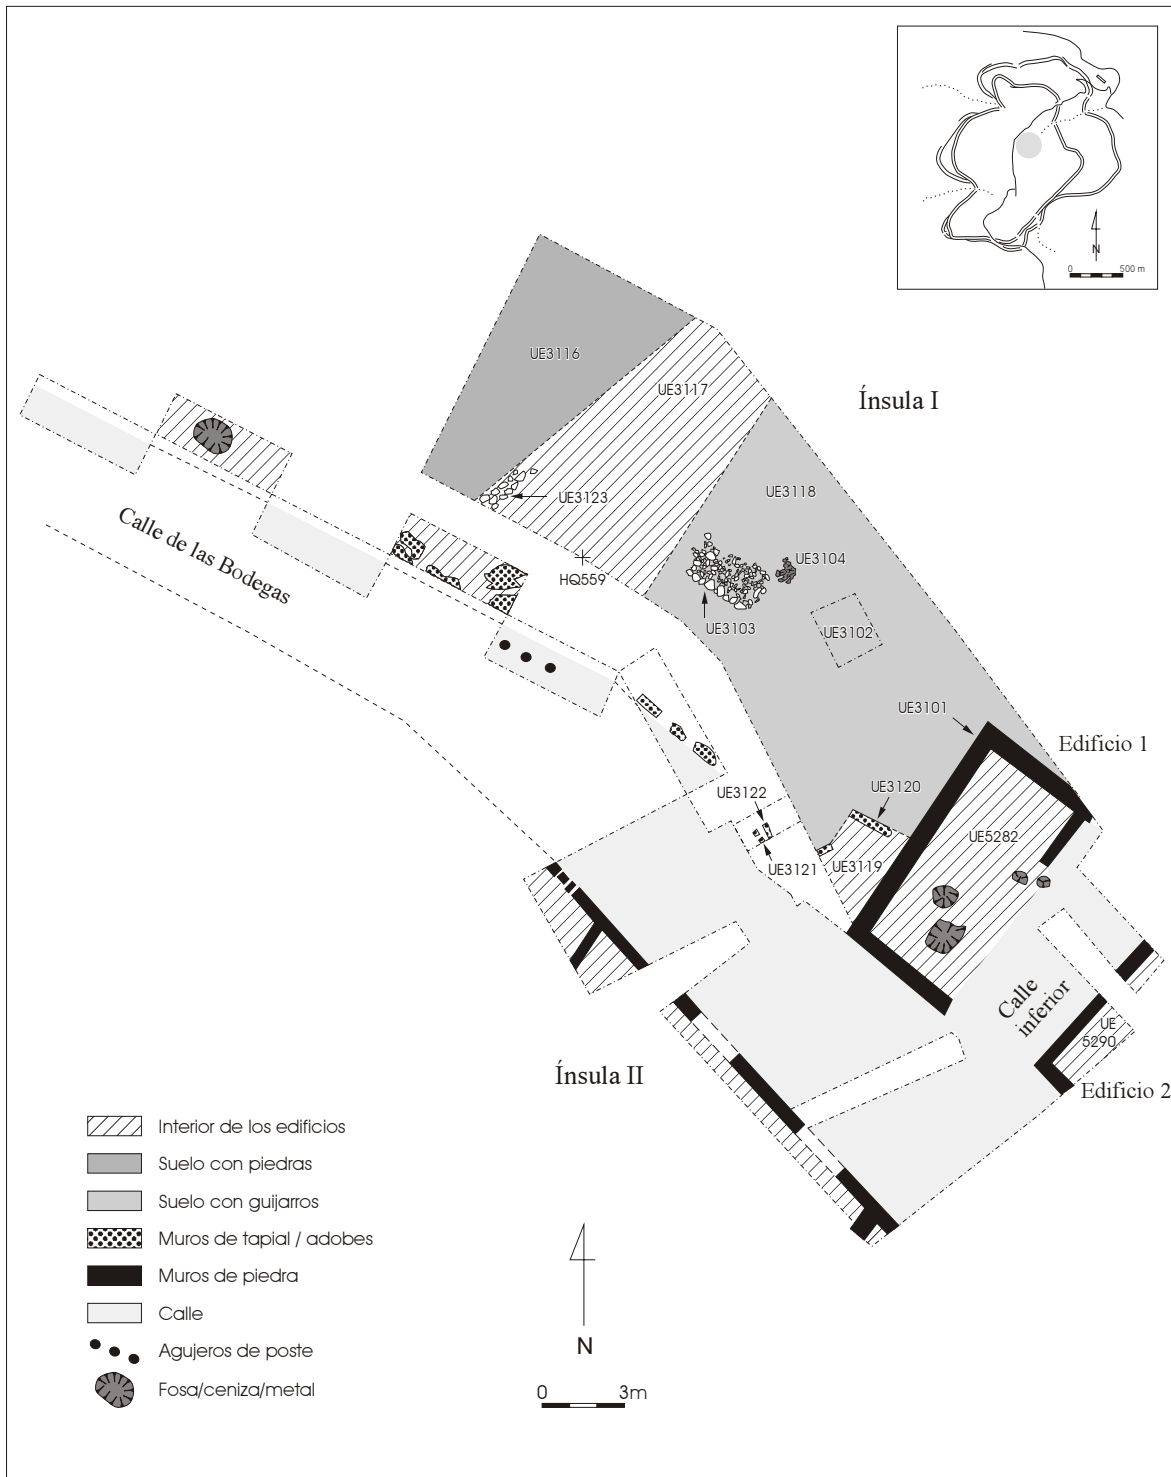 N
0 500 m
UE3116
UE3117
Ínsula I
UE3118
UE3123
Calle de las Bodegas
HQ559
UE3104
UE3103
UE3102
UE3101
Edificio 1
UE3120
UE3122
UE5282
UE3121
UE3119
Calle
inferior
UE
5290
Ínsula II
Edificio 2
Interior de los edificios
Suelo con piedras
Suelo con guijarros
Muros de tapial / adobes
Muros de piedra
Calle
Agujeros de poste
Fosa/ceniza/metal
N
0 3m